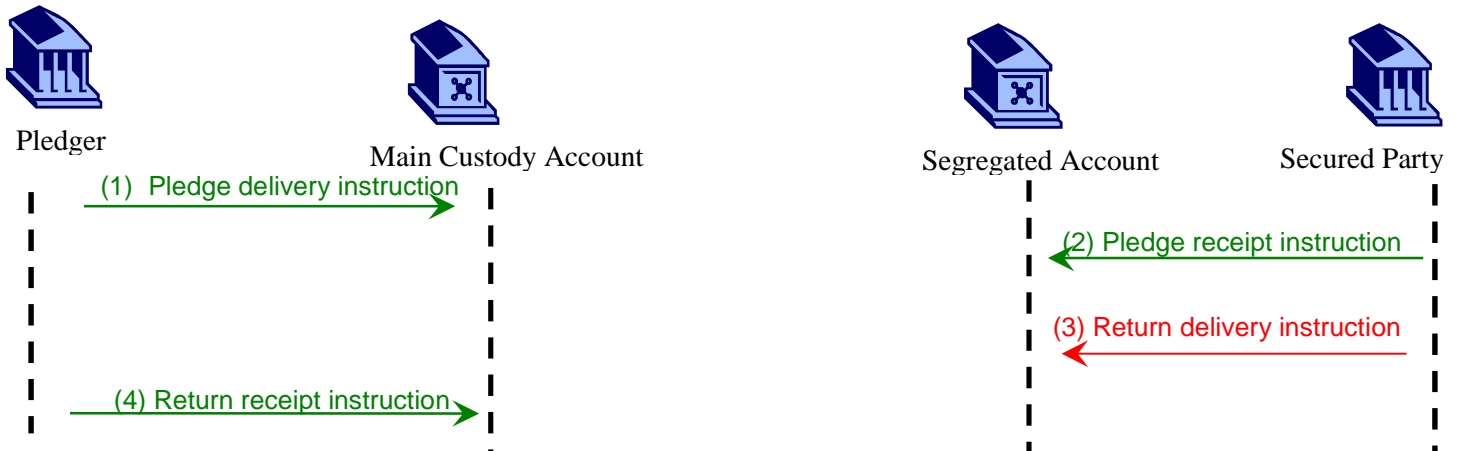 Pledger
Main Custody Account
Segregated Account
Secured Party
(1) Pledge delivery instruction
(2) Pledge receipt instruction
(3) Return delivery instruction
(4) Return receipt instruction